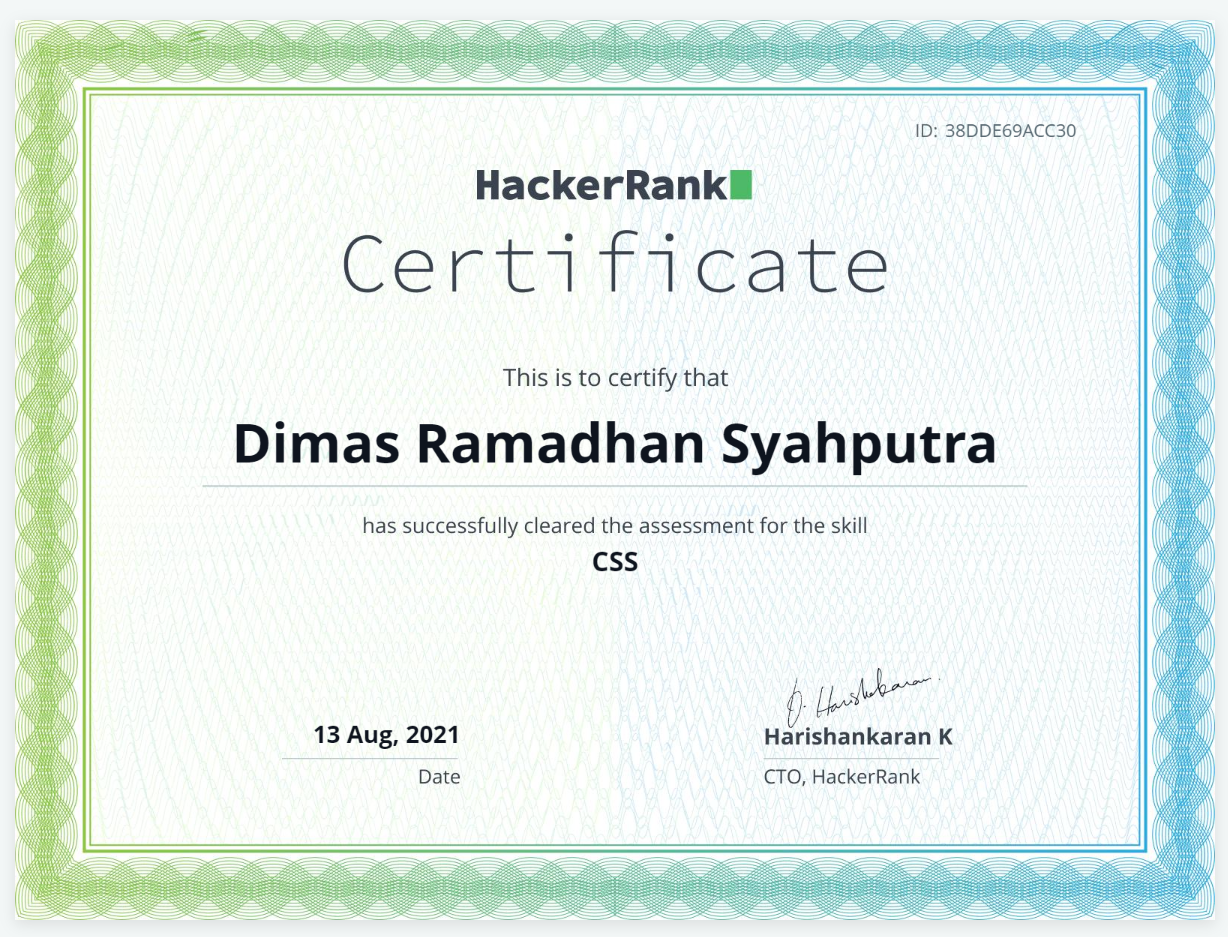 ID: 38DDE69ACC30
HackerRank
Certificate
This is to certify that
Dimas Ramadhan Syahputra
has successfully cleared the assessment for the skill
CSS
13 Aug, 2021
Date
Harishankaran K
CTO, HackerRank